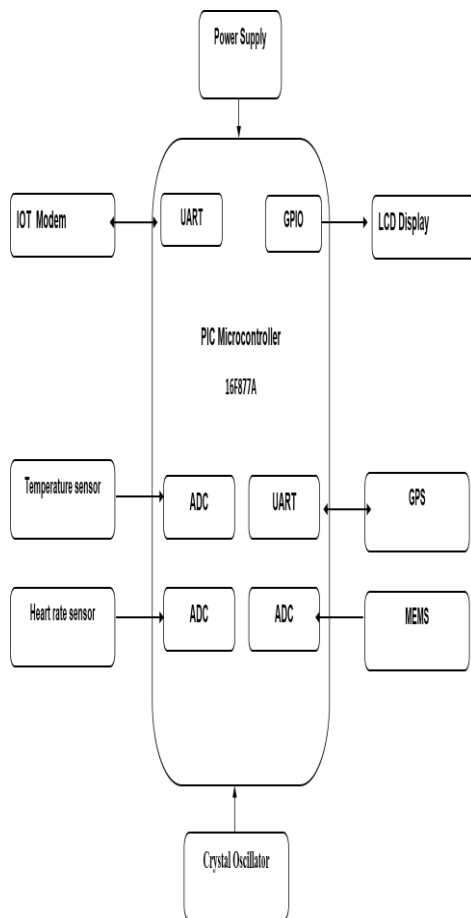 Power Supply
IOT Modem
UART
GPIO
LCD Display
PIC Microcontroller
16F877A
Temperature sensor
ADC
UART
GPS
Heart rate sensor
ADC
ADC
MEMS
Crystal Oscillator